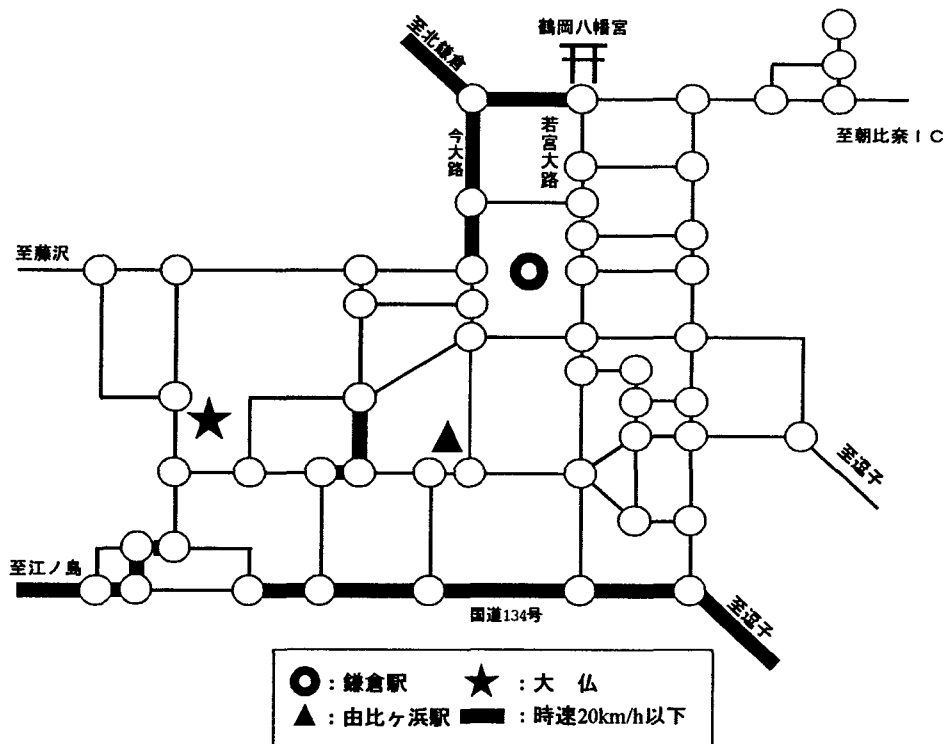 鶴岡八幡宮
至北鎌倉
今大路
若宮大路
至朝比奈IC
至藤沢
至逗子
至江ノ島
国道134号
至逗子
：鎌倉駅
：大　仏
：由比ヶ浜駅
：時速20km/h以下